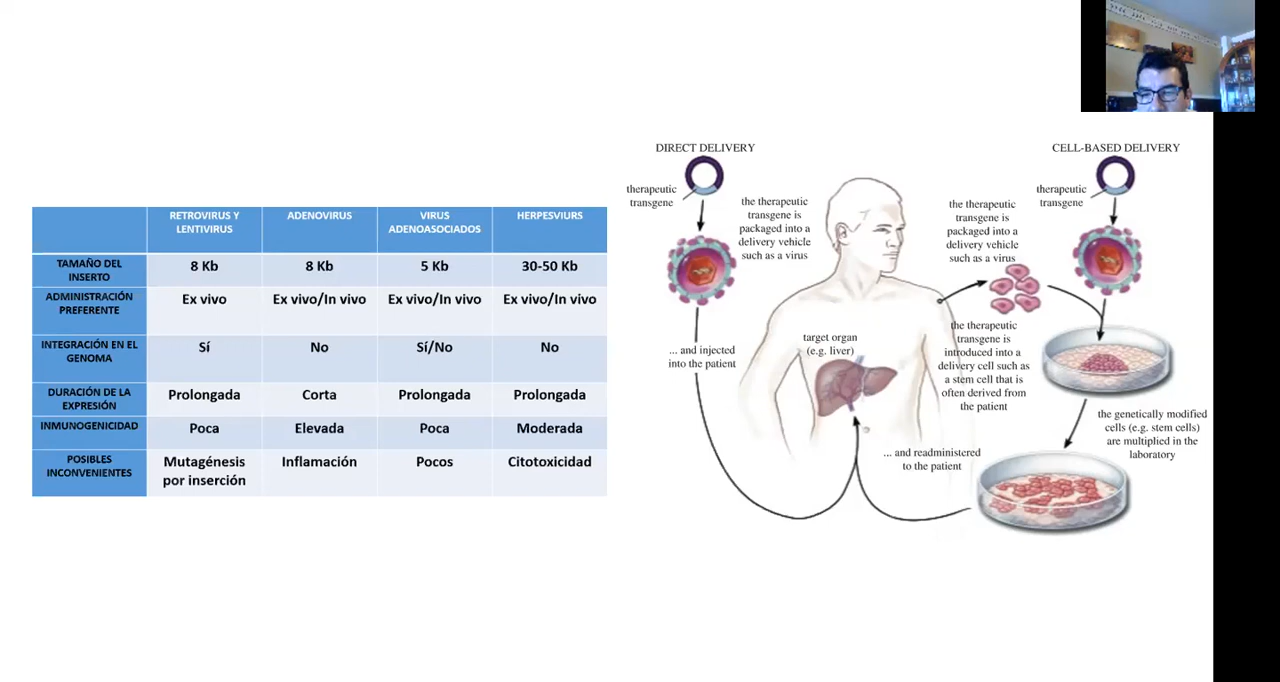 RETROVIRUS Y
LENTIVIRUS
ADENOVIRUS
VIRUS
ADENOASOCIADOS
HERPESVIURS
TAMAÑO DEL
INSERTO
8 Kb
8 Kb
5 Kb
30-50 Kb
ADMINISTRACIÓN
PREFERENTE
Ex vivo
Ex vivo/In vivo
Ex vivo/In vivo
Ex vivo/In vivo
INTEGRACIÓN EN EL
GENOMA
Sí
No
Sí/No
No
DURACIÓN DE LA
EXPRESIÓN
Prolongada
Corta
Prolongada
Prolongada
INMUNOGENICIDAD
Poca
Elevada
Poca
Moderada
POSIBLES
INCONVENIENTES
Mutagénesis
por inserción
Inflamación
Pocos
Citotoxicidad
DIRECT DELIVERY
therapeutic
transgene
the therapeutic
transgene is
packaged into a
delivery vehicle
such as a virus
... and injected
into the patient
target organ
(e.g. liver)
CELL-BASED DELIVERY
therapeutic
transgene
the therapeutic
transgene is
packaged into a
delivery vehicle
such as a virus
the therapeutic
transgene is
introduced into a
delivery cell such as
a stem cell that is
often derived from
the patient
the genetically modified
cells (e.g. stem cells)
are multiplied in the
laboratory
... and readministered
to the patient